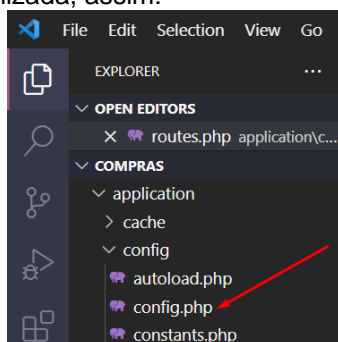 assim:
File Edit Selection View Go
EXPLORER ...
OPEN EDITORS
routes.php application\c...
COMPRAS
application
cache
config
autoload.php
config.php
constants.php